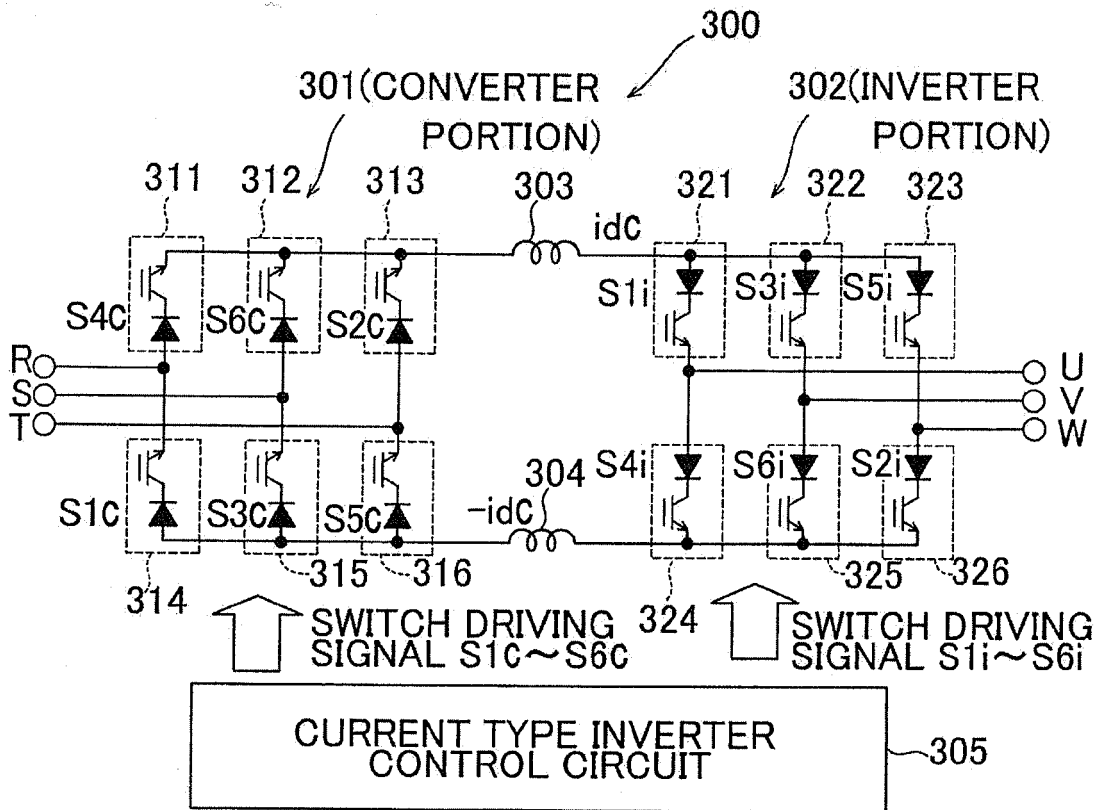 300
301(CONVERTER PORTION)
302(INVERTER PORTION)
311 312 313 303 idc 321 322 323
S4c S6c S2c S1i S3i S5i
R
S
T
U
V
W
S1c S3c S5c -idc 304 S4i S6i S2i
314 315 316 324 325 326
SWITCH DRIVING
SIGNAL S1c~S6c
SWITCH DRIVING
SIGNAL S1i~S6i
CURRENT TYPE INVERTER
CONTROL CIRCUIT
305